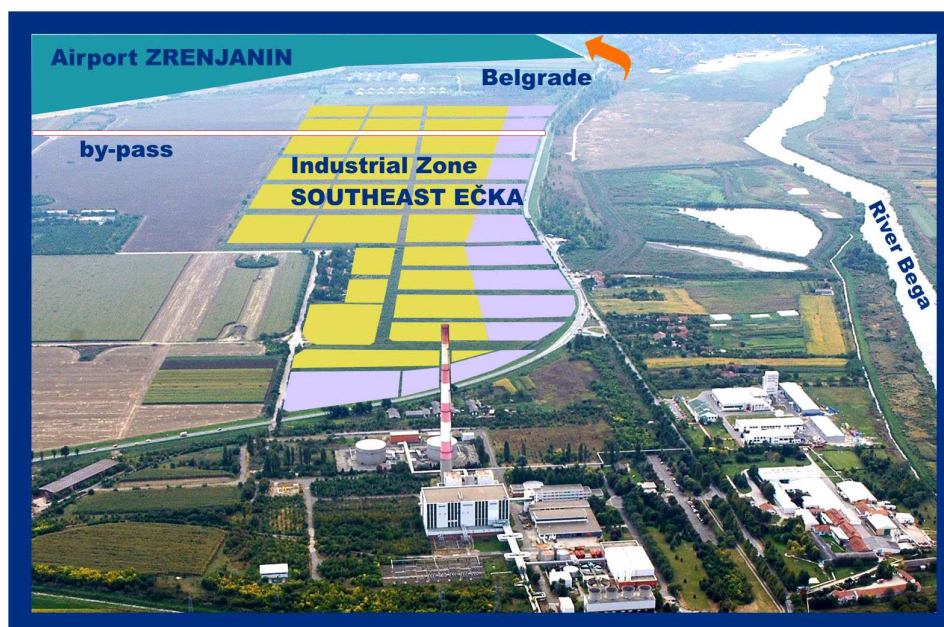 Airport ZRENJANIN
Belgrade
by-pass
Industrial Zone
SOUTHEAST EČKA
River Bega